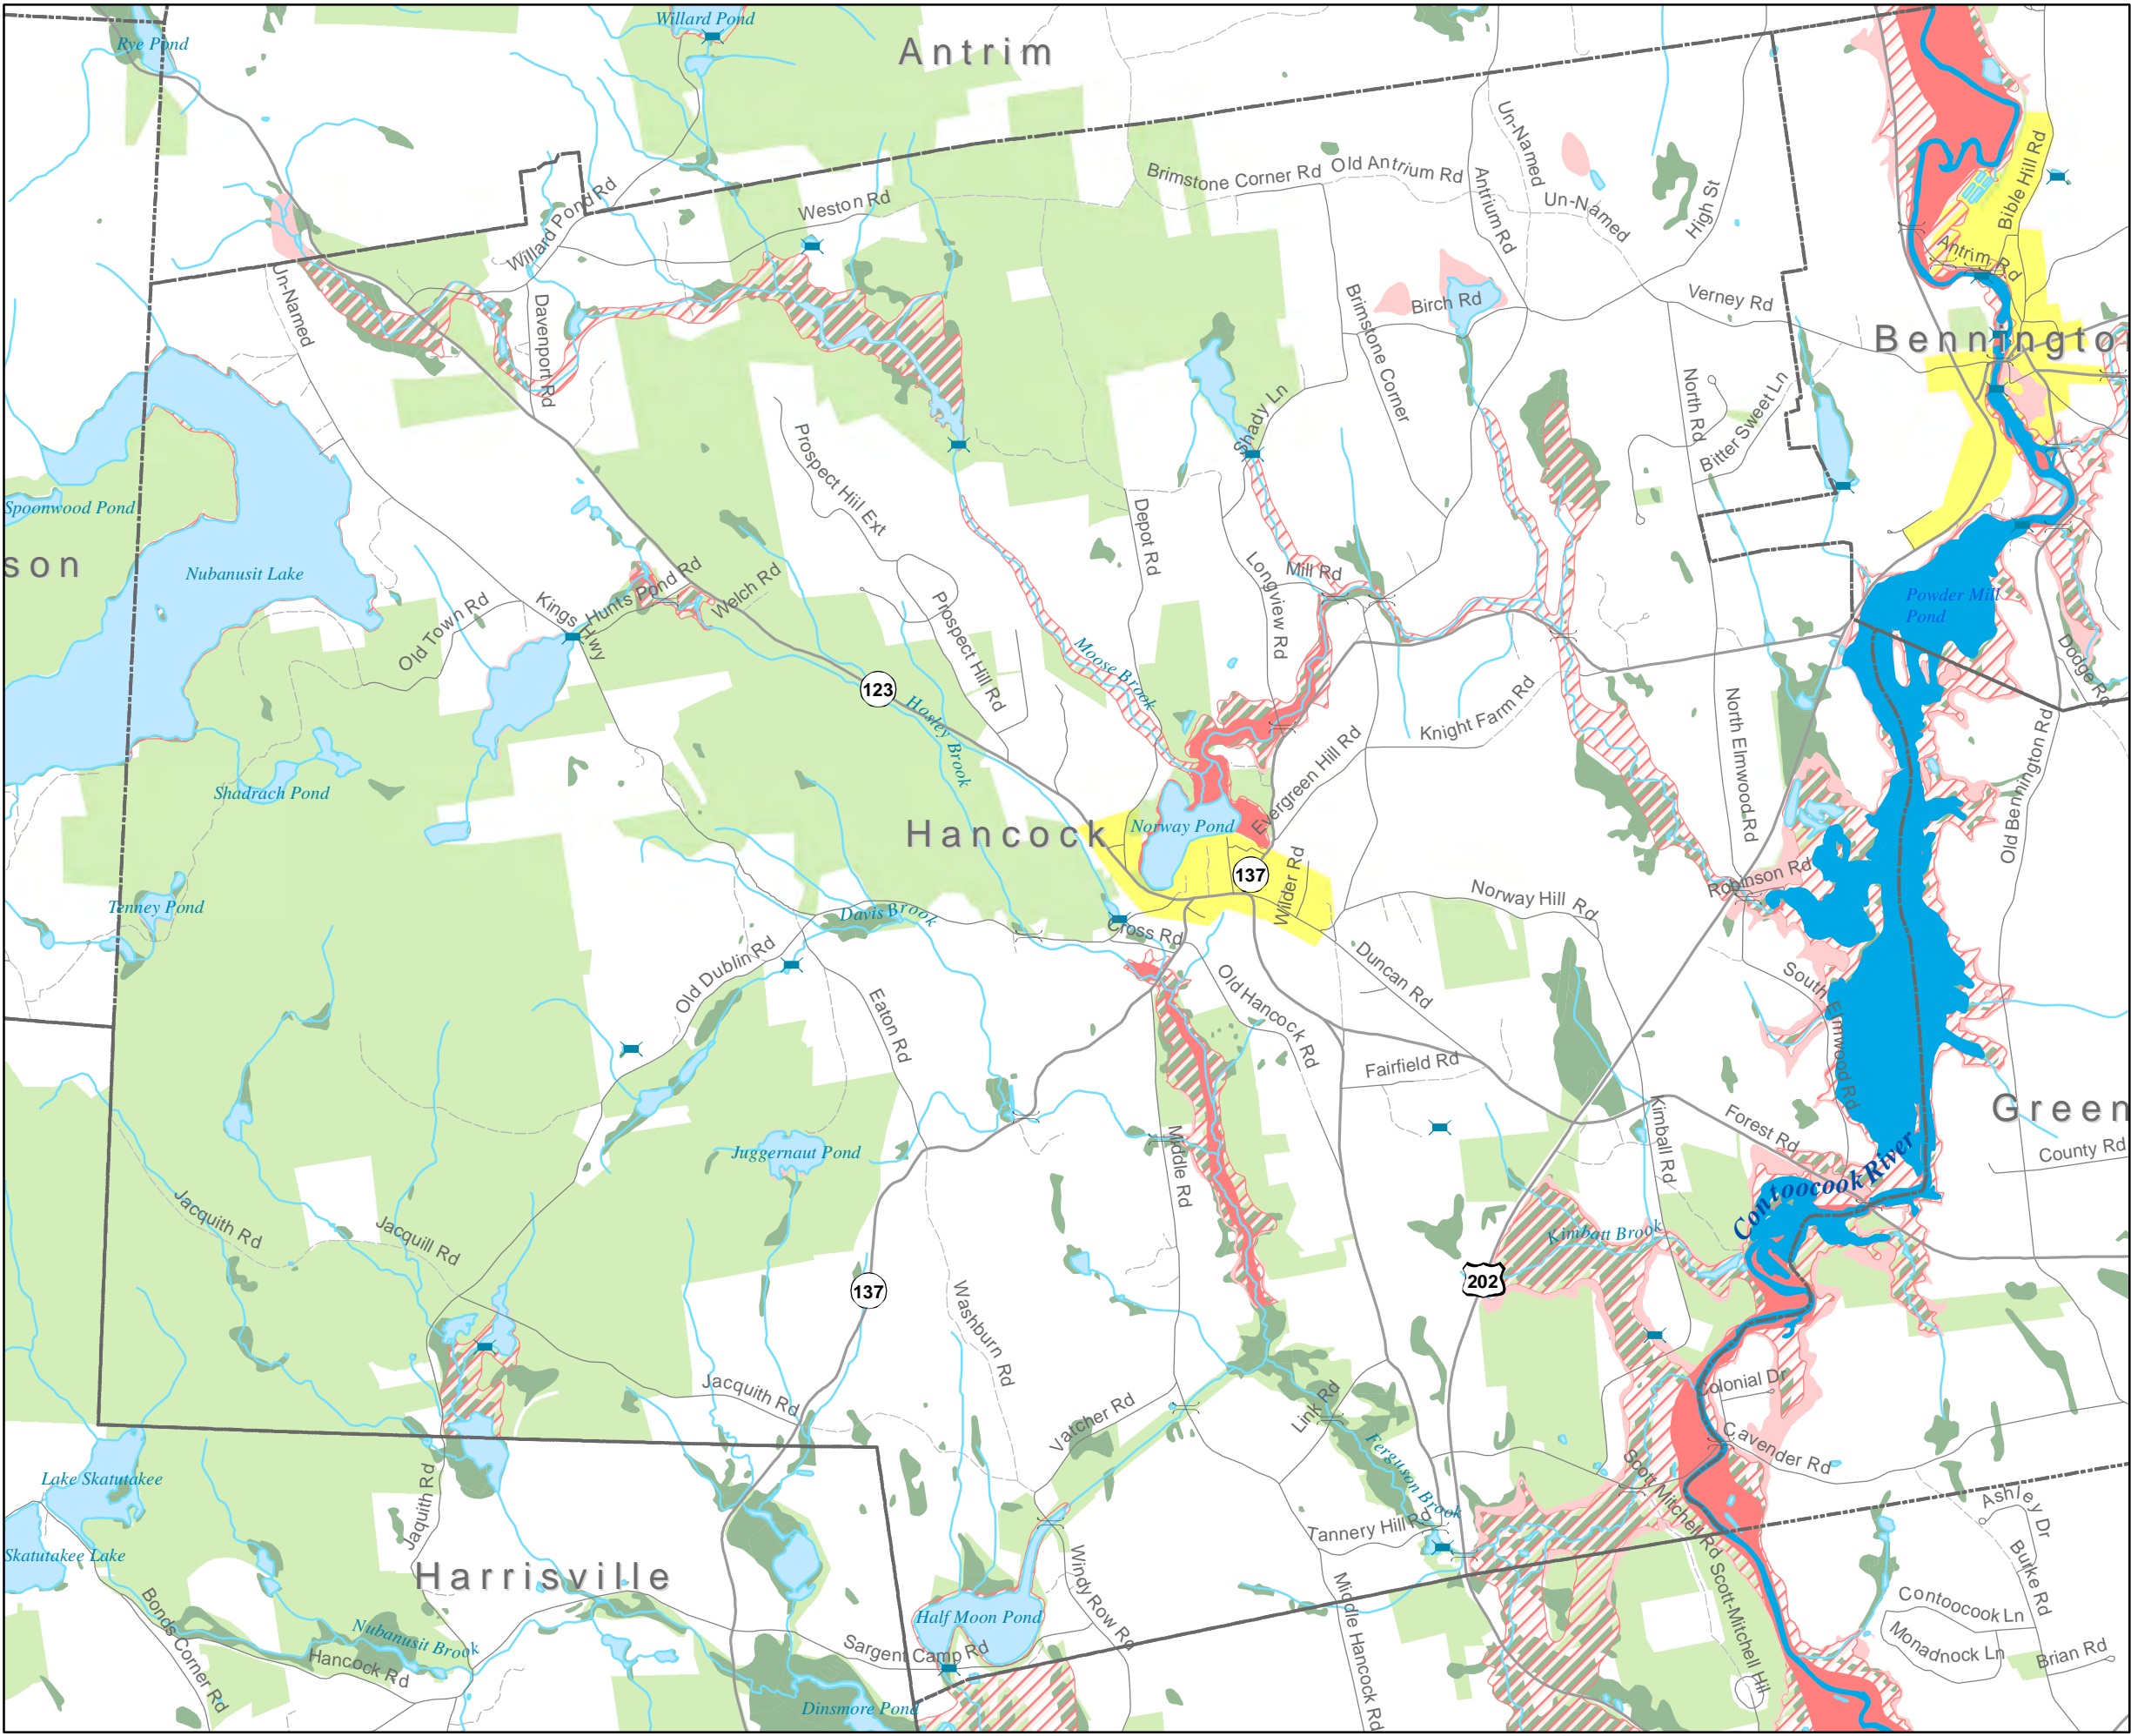 Rye Pond
Willard Pond
Antrim
Un-Named
Brimstone Corner Rd
Old Antrium Rd
Antrium Rd
Un-Named
High St
Bible Hill Rd
Antrim Rd
Weston Rd
Willard Pond Rd
Un-Named
Davenport Rd
Brimstone Corner
Birch Rd
Verney Rd
Bennington
North Rd
Bitter Sweet Ln
Shady Ln
Prospect Hiil Ext
Depot Rd
Spoonwood Pond
son
Nubanusit Lake
Old Town Rd
Kings Hwy
Hunts Pond Rd
Welch Rd
Prospect Hill Rd
Longview Rd
Mill Rd
Powder Mill
Pond
Dodge Rd
Moose Brook
123
Hosley Brook
Knight Farm Rd
North Elmwood Rd
Old Bennington Rd
Evergreen Hill Rd
Shadrach Pond
Hancock
Norway Pond
137
Wilder Rd
Robinson Rd
Norway Hill Rd
Tenney Pond
Davis Brook
Cross Rd
Old Dublin Rd
Old Hancock Rd
Duncan Rd
South Elmwood Rd
Eaton Rd
Fairfield Rd
Kimball Rd
Forest Rd
Green
County Rd
Juggernaut Pond
Middle Rd
Contoocook River
Jacquith Rd
Jacquill Rd
Kimbatt Brook
202
137
Washburn Rd
Jacquith Rd
Colonial Dr
Vatcher Rd
Link Rd
Cavender Rd
Ferguson Brook
Scott Mitchell Rd
Lake Skatutakee
Jaquith Rd
Tannery Hill Rd
Ashley Dr
Burke Rd
Skatutakee Lake
Harrisville
Windy Row Rd
Middle Hancock Rd
Scott-Mitchell Hil
Half Moon Pond
Contoocook Ln
Monadnock Ln
Brian Rd
Bonds Corner Rd
Nubanusit Brook
Hancock Rd
Sargent Camp Rd
Dinsmore Pond